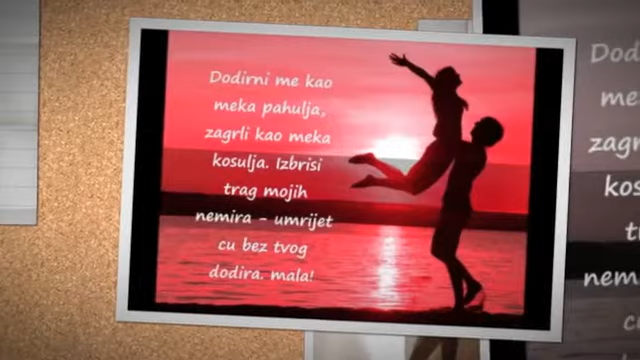 Dodirni me kao
meka pahulja,
zagrli kao meka
kosulja. Izbrisi
trag mojih
nemira - umrijet
cu bez tvog
dodira. mala!
Dod
me
zagr
kos
t
nem
c